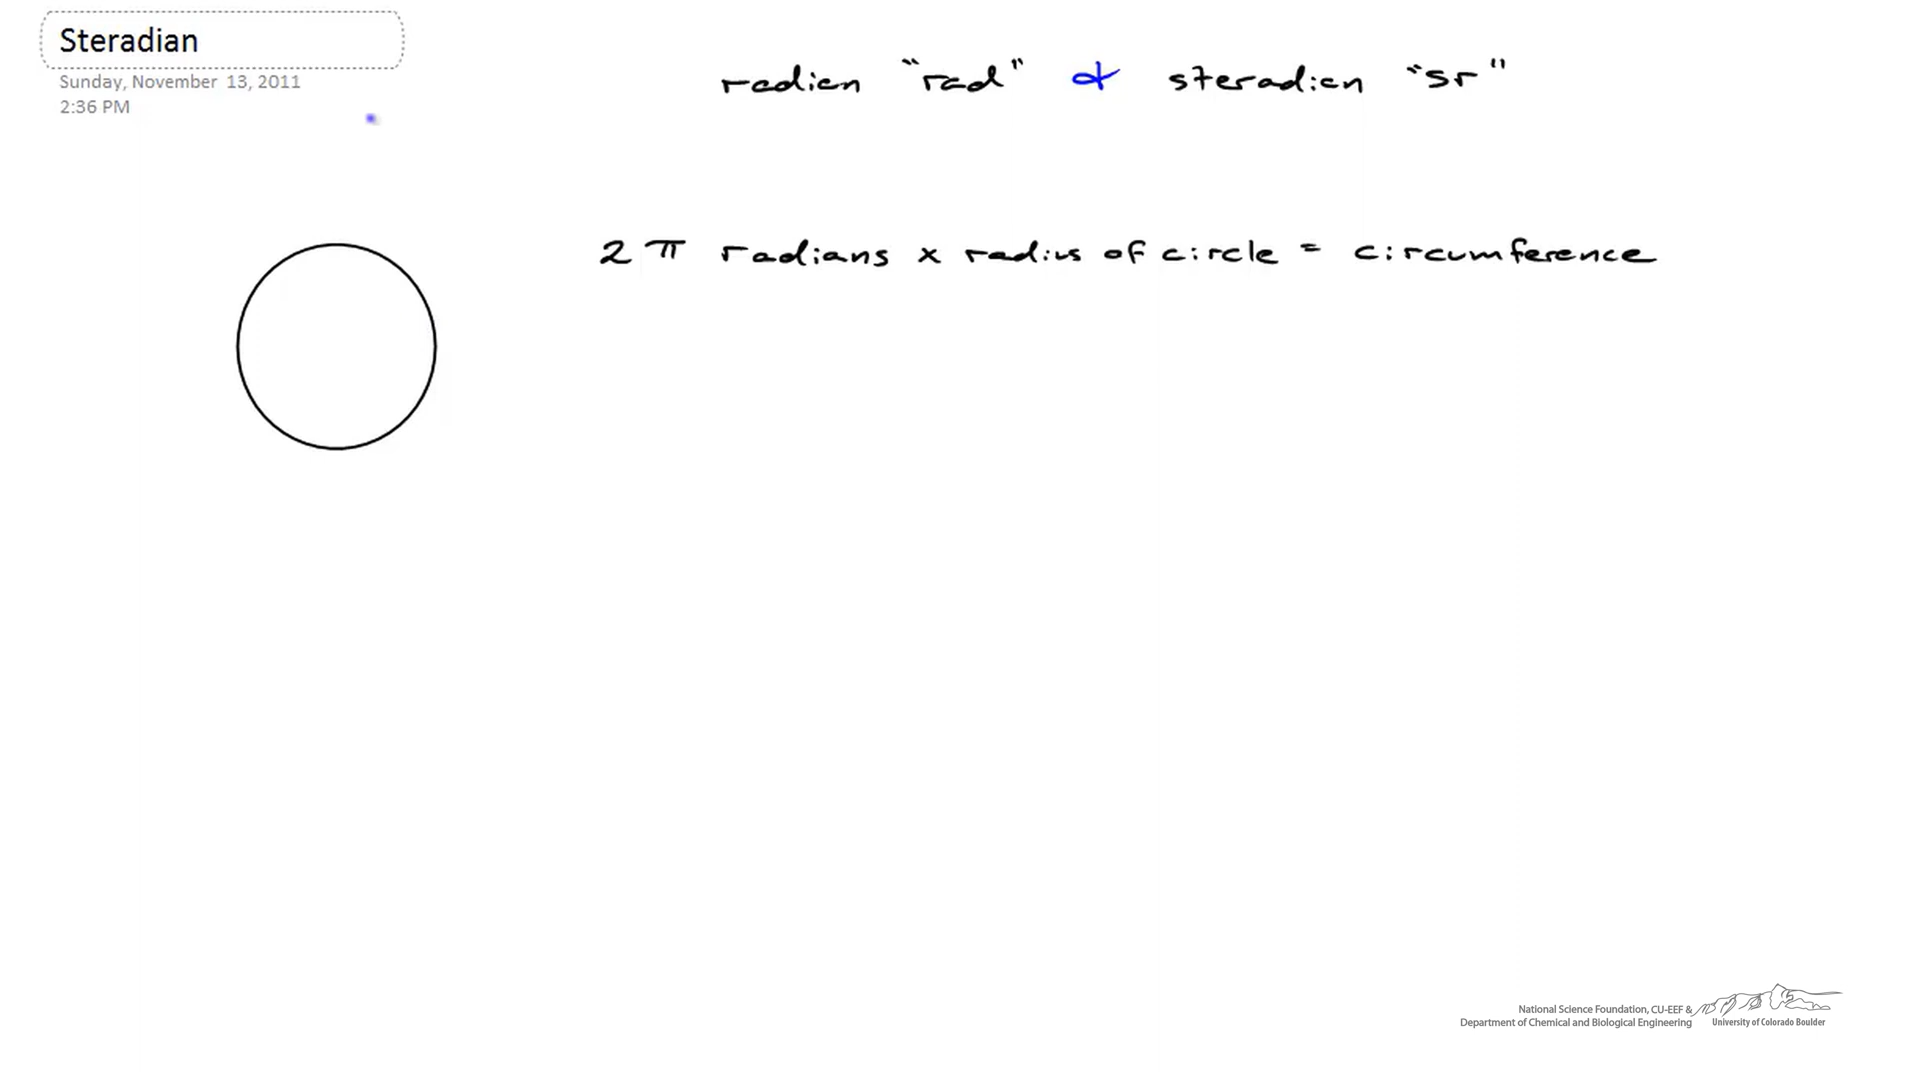 Steradian
Sunday, November 13, 2011
2:36 PM
radian "rad" & steradian "sr"
2 π radians x radius of circle = circumference
National Science Foundation, CU-EEF &
Department of Chemical and Biological Engineering
University of Colorado Boulder